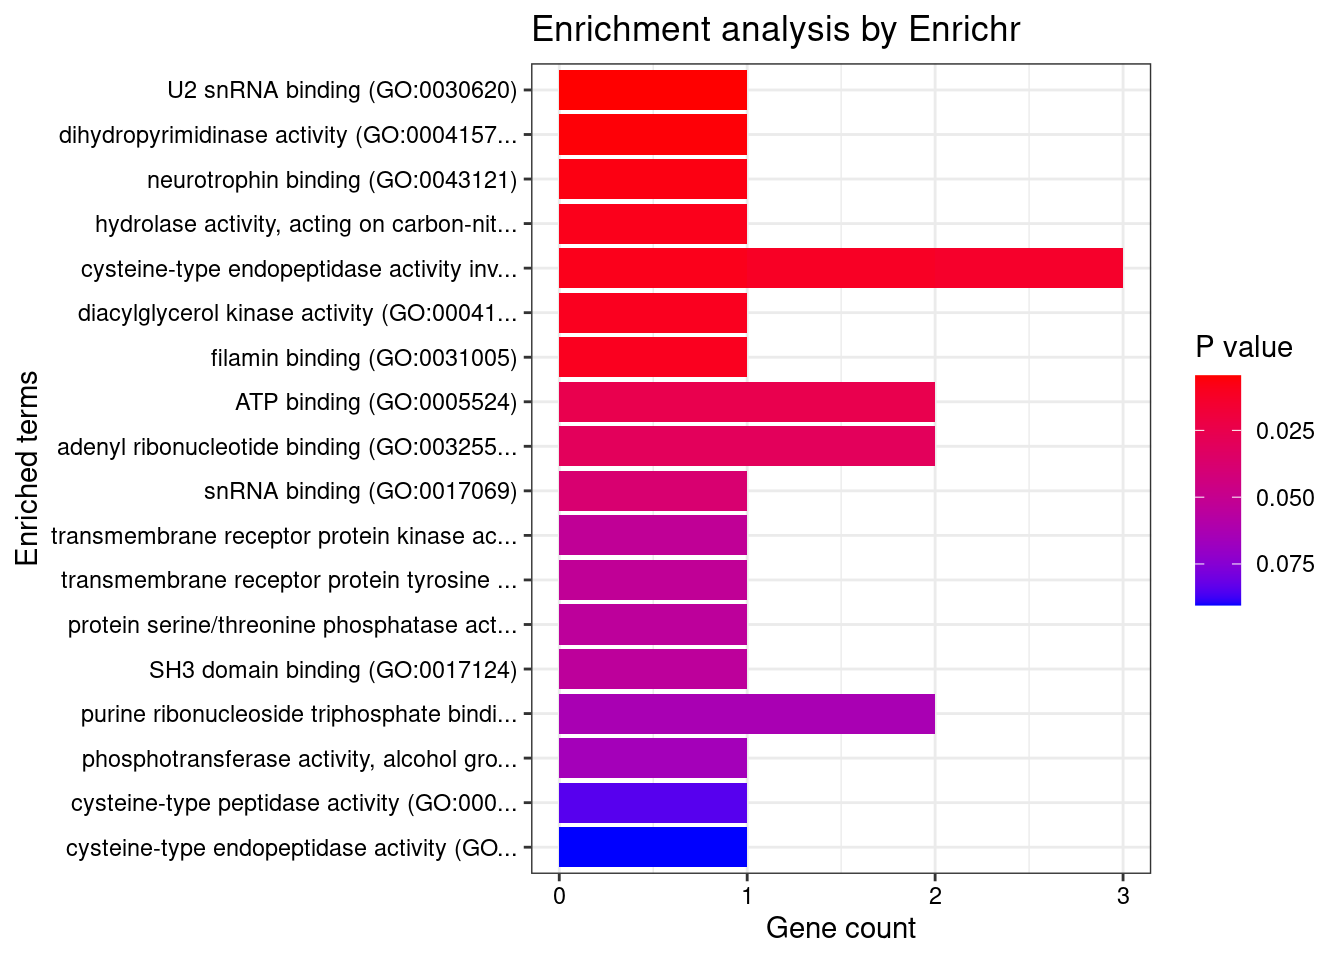 Enrichment analysis by Enrichr
U2 snRNA binding (GO:0030620)
dihydropyrimidinase activity (GO:0004157...
neurotrophin binding (GO:0043121)
hydrolase activity, acting on carbon-nit...
cysteine-type endopeptidase activity inv...
diacylglycerol kinase activity (GO:00041...
filamin binding (GO:0031005)
ATP binding (GO:0005524)
adenyl ribonucleotide binding (GO:003255...
snRNA binding (GO:0017069)
transmembrane receptor protein kinase ac...
transmembrane receptor protein tyrosine ...
protein serine/threonine phosphatase act...
SH3 domain binding (GO:0017124)
purine ribonucleoside triphosphate bindi...
phosphotransferase activity, alcohol gro...
cysteine-type peptidase activity (GO:000...
cysteine-type endopeptidase activity (GO...
Enriched terms
0 1 2 3
Gene count
P value
0.025
0.050
0.075